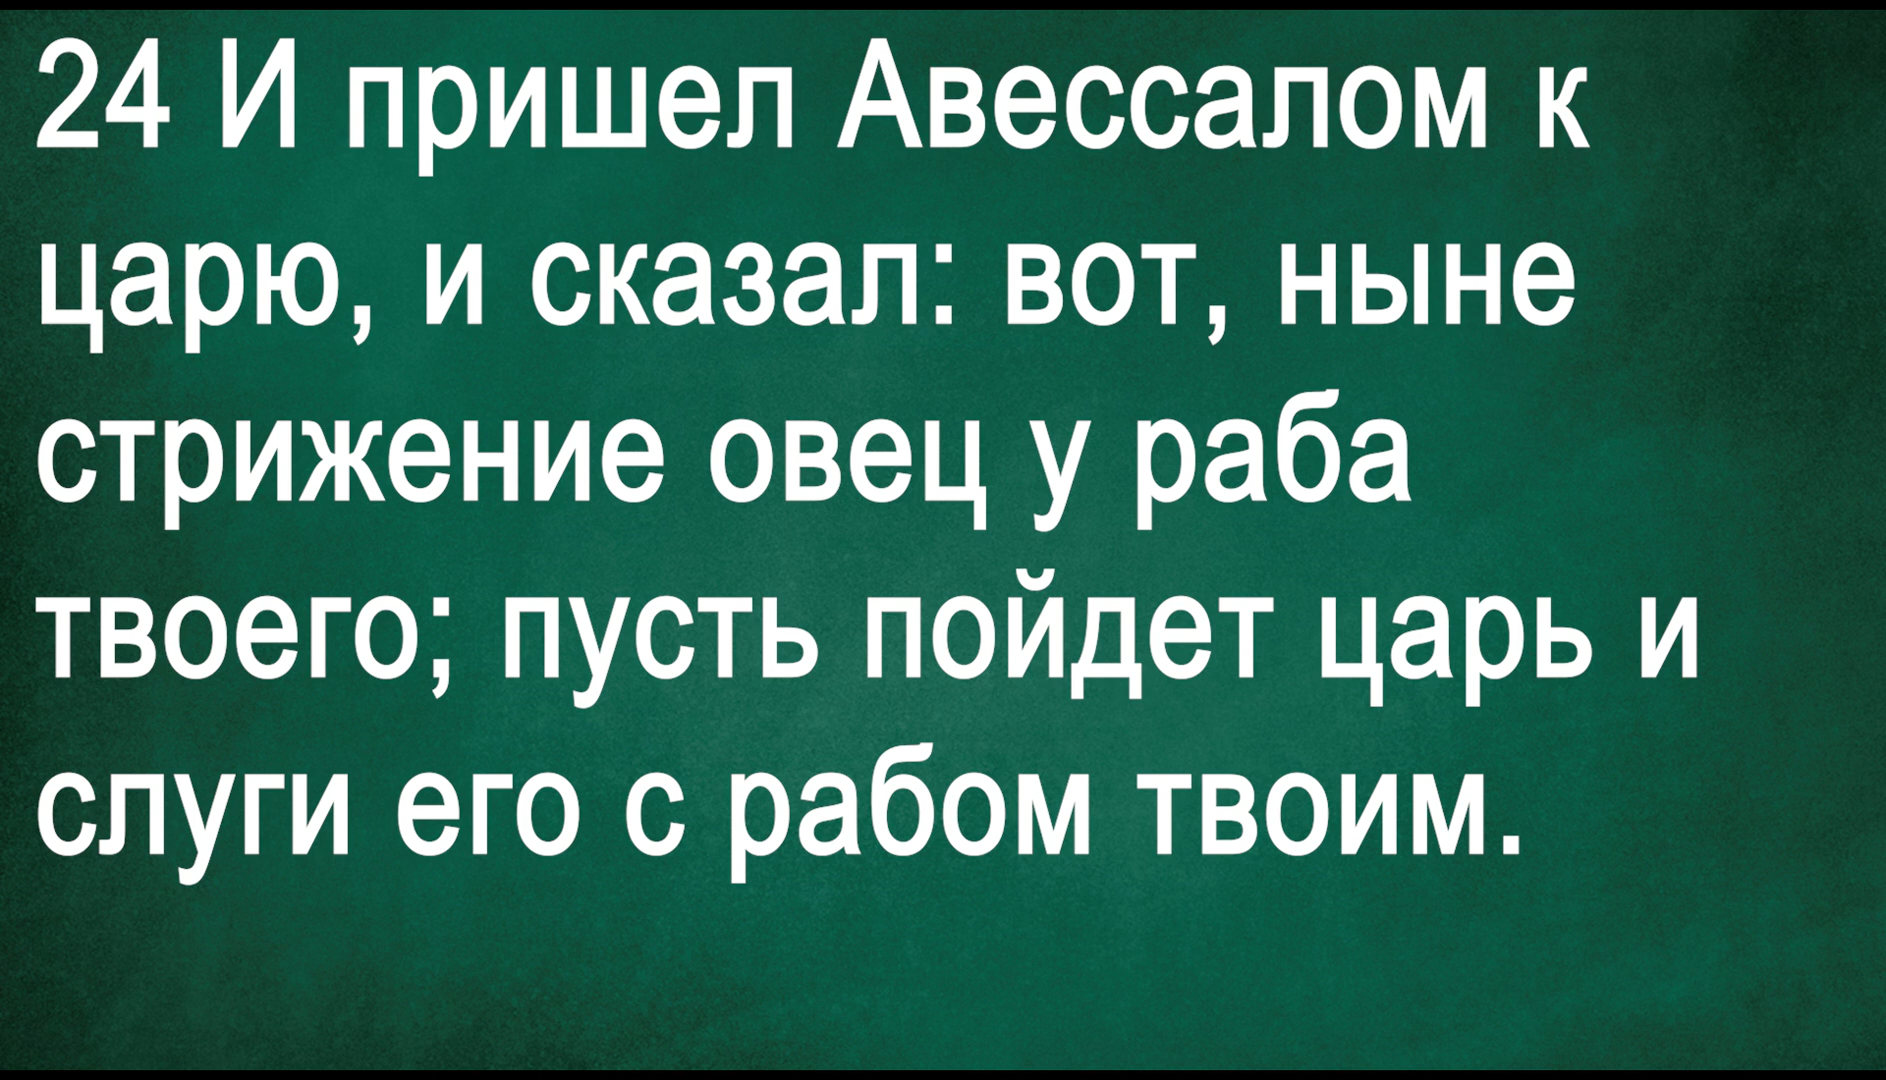 24 И пришел Авессалом к
царю, и сказал: вот, ныне
стрижение овец у раба
твоего; пусть пойдет царь и
слуги его с рабом твоим.